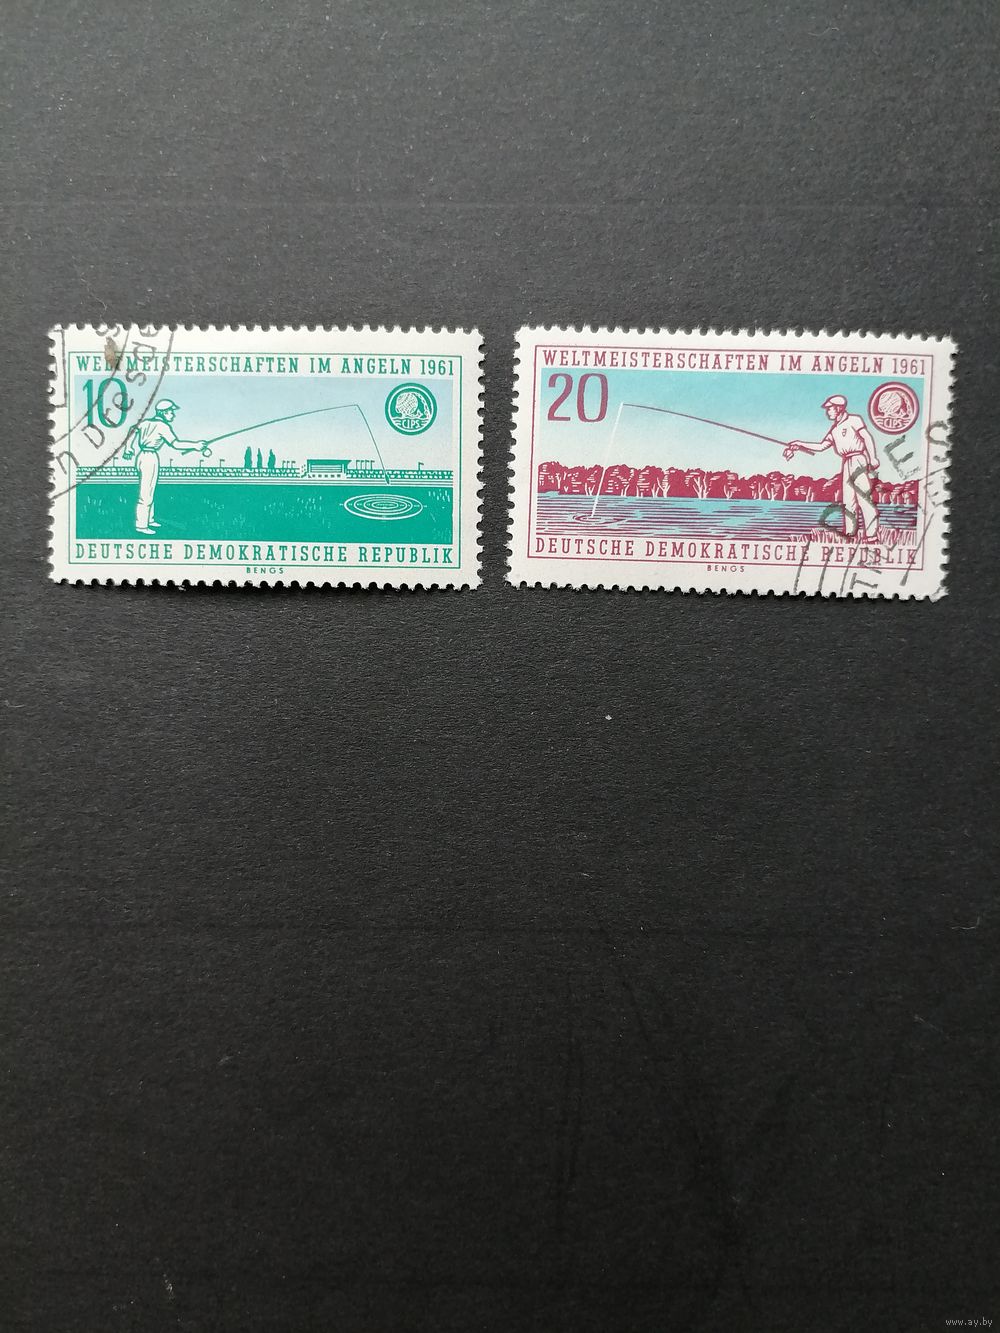 WELTMEISTERSCHAFTEN IM ANGELN 1961
10
CIPS
Dresde
DEUTSCHE DEMOKRATISCHE REPUBLIK
BENGS
WELTMEISTERSCHAFTEN IM ANGELN 1961
20
CIPS
DEUTSCHE DEMOKRATISCHE REPUBLIK
BENGS
www.ay.by